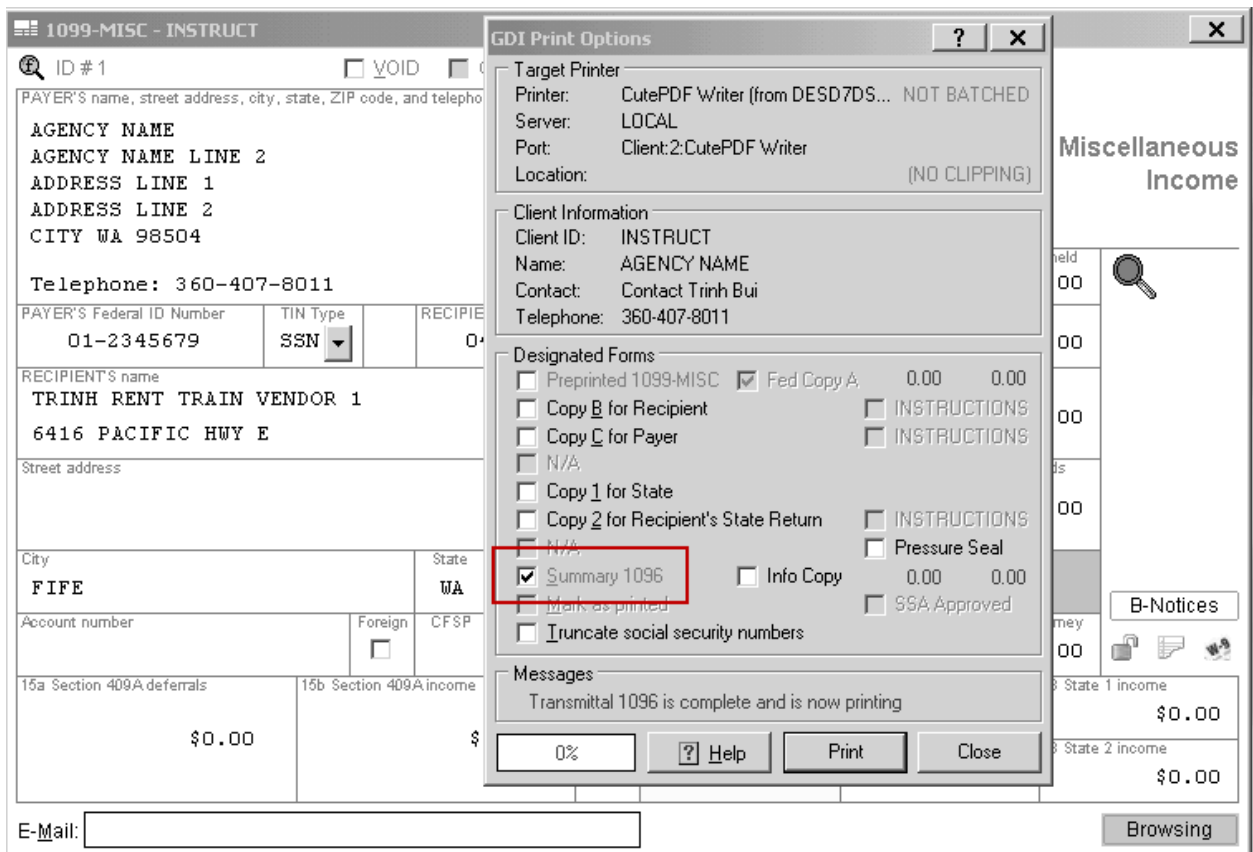 1099-MISC - INSTRUCT
ID # 1
VOID
PAYER'S name, street address, city, state, ZIP code, and telepho
AGENCY NAME
AGENCY NAME LINE 2
ADDRESS LINE 1
ADDRESS LINE 2
CITY WA 98504
Telephone: 360-407-8011
PAYER'S Federal ID Number
TIN Type
RECIPIE
01-2345679
SSN
RECIPIENT'S name
TRINH RENT TRAIN VENDOR 1
6416 PACIFIC HWY E
Street address
City
State
FIFE
WA
Account number
Foreign
CFSP
15a Section 409A deferrals
15b Section 409A income
$0.00
$
E-Mail:
GDI Print Options
Target Printer
Printer: CutePDF Writer (from DESD7DS... NOT BATCHED
Server: LOCAL
Port: Client:2:CutePDF Writer
Location: (NO CLIPPING)
Client Information
Client ID: INSTRUCT
Name: AGENCY NAME
Contact: Contact Trinh Bui
Telephone: 360-407-8011
Designated Forms
Preprinted 1099-MISC Fed Copy A 0.00 0.00
Copy B for Recipient INSTRUCTIONS
Copy C for Payer INSTRUCTIONS
N/A
Copy 1 for State
Copy 2 for Recipient's State Return INSTRUCTIONS
N/A Pressure Seal
Summary 1096 Info Copy 0.00 0.00
Mark as printed SSA Approved
Truncate social security numbers
Messages
Transmittal 1096 is complete and is now printing
0% Help Print Close
Miscellaneous
Income
held
00
00
00
ds
00
B-Notices
ney
00
W-9
State 1 income
$0.00
State 2 income
$0.00
Browsing